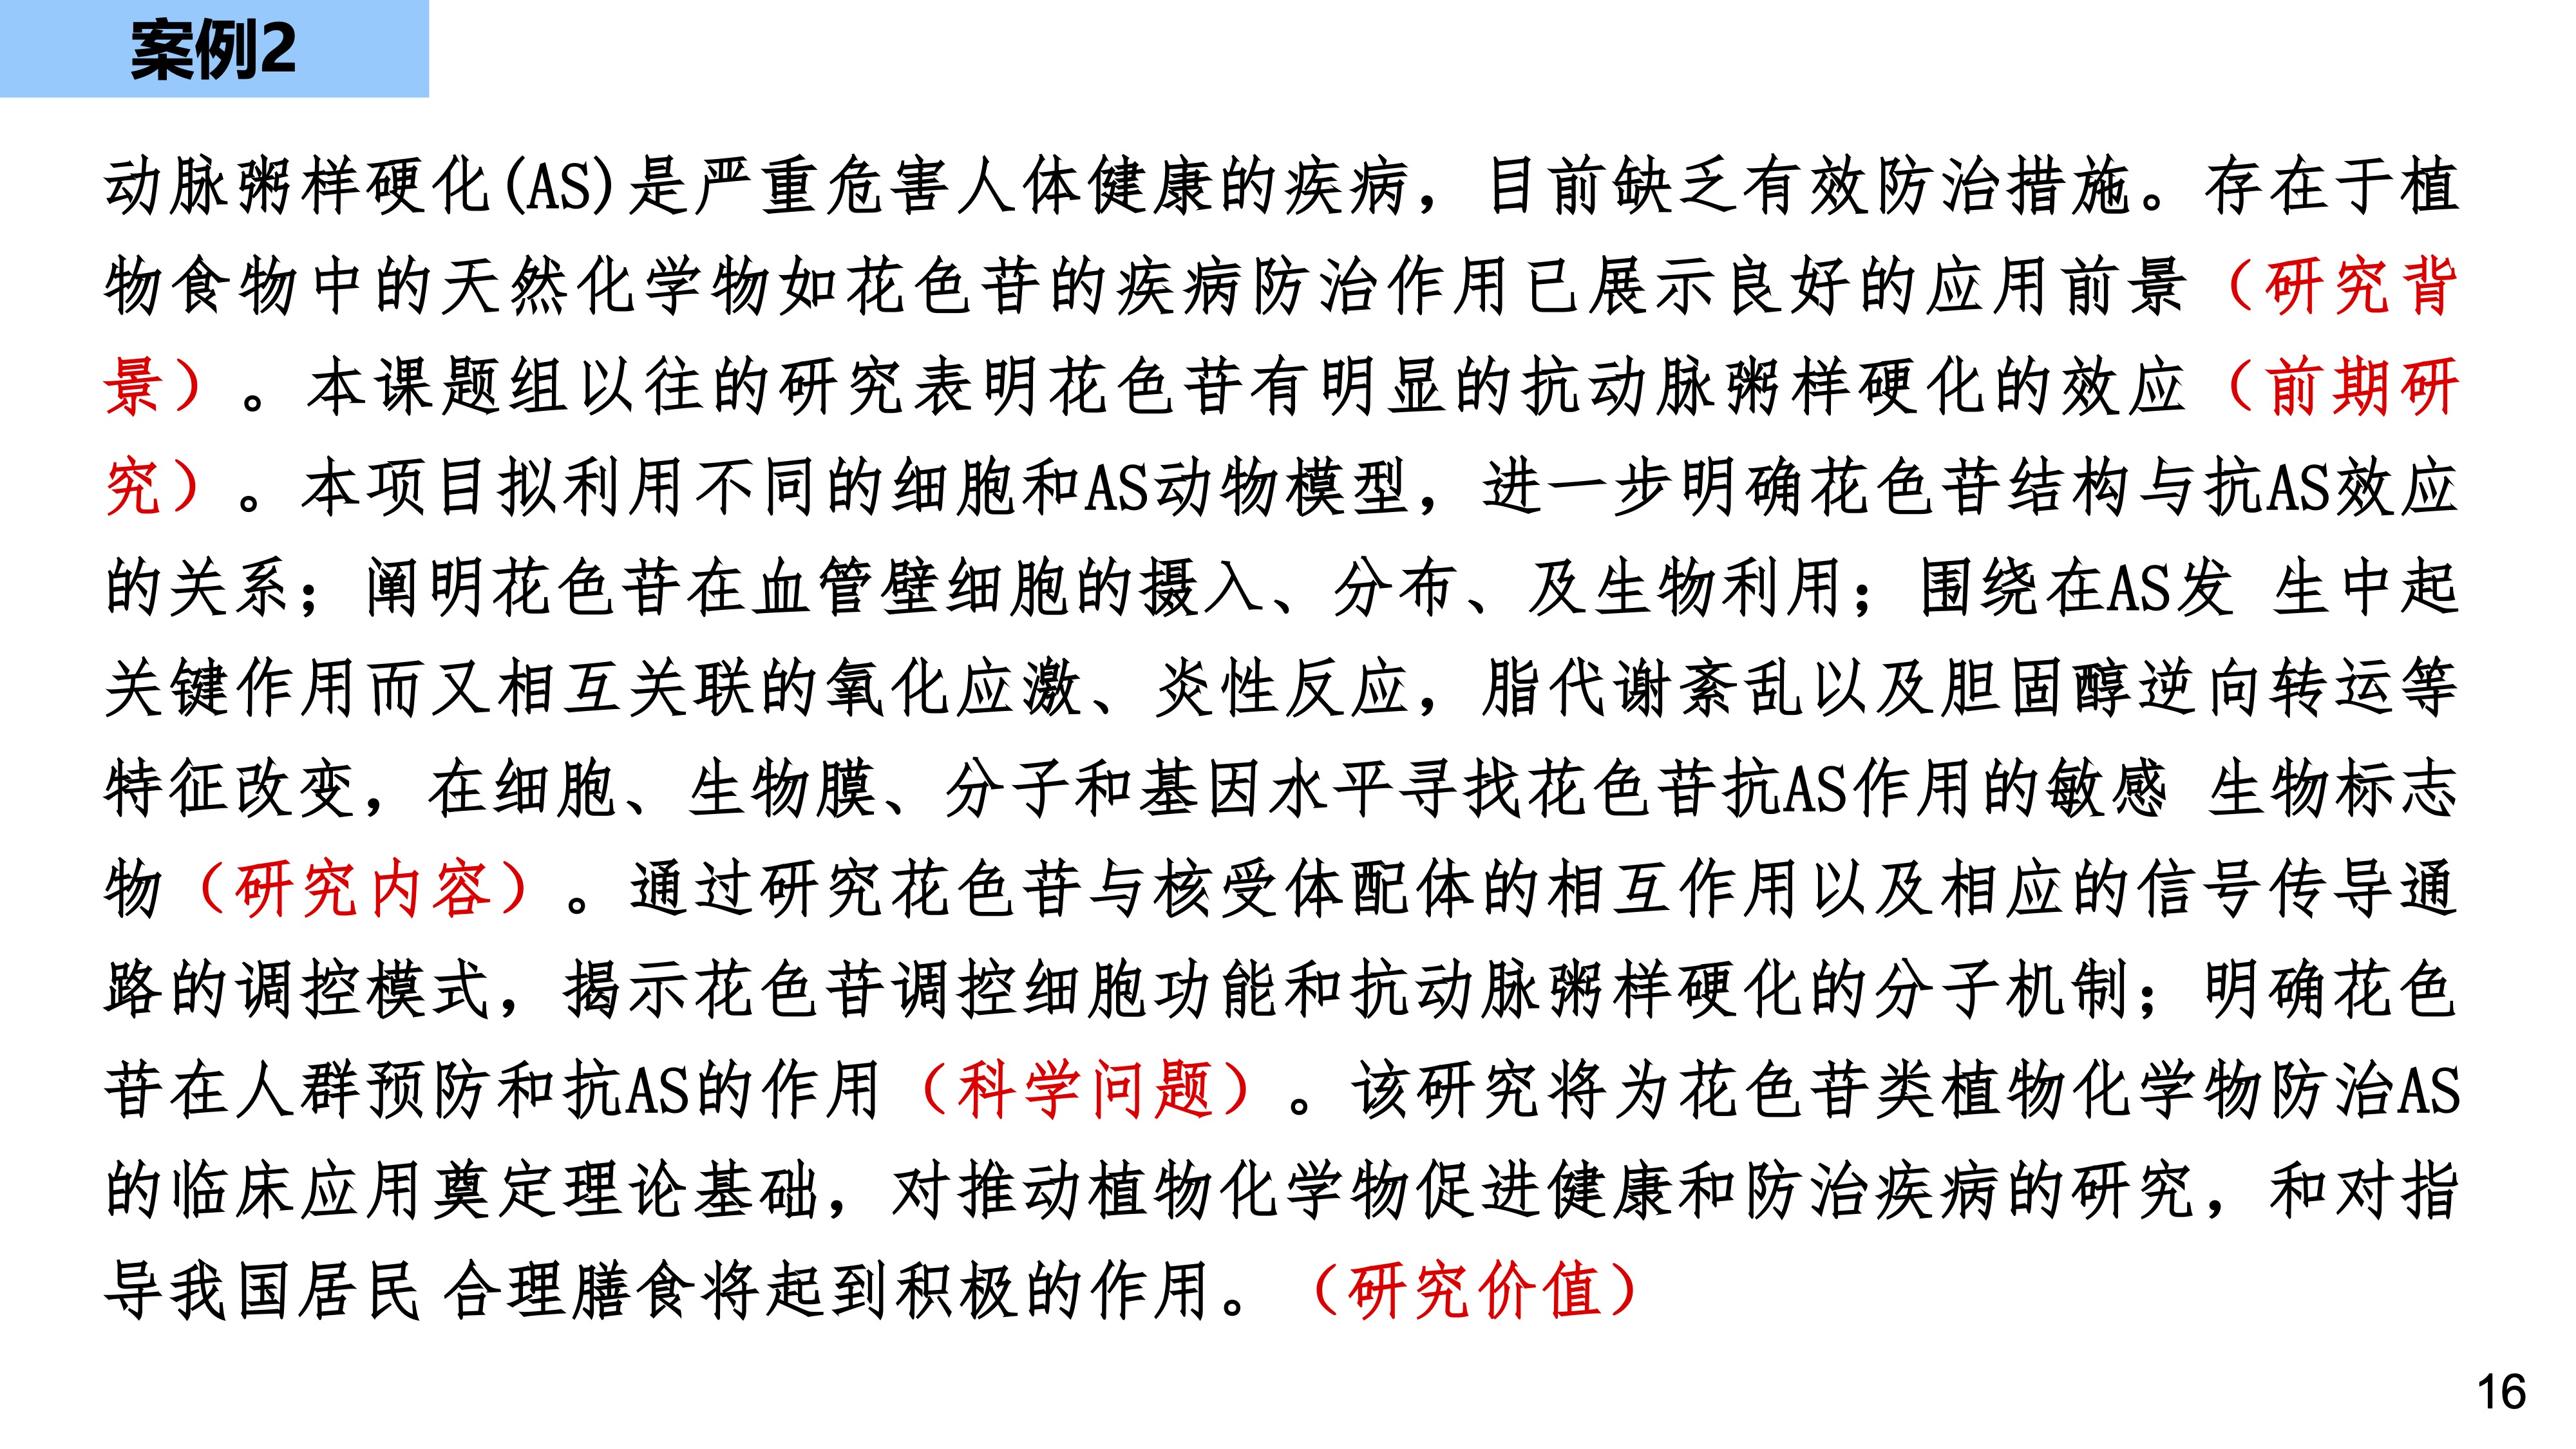 案例2
动脉粥样硬化(AS)是严重危害人体健康的疾病，目前缺乏有效防治措施。存在于植
物食物中的天然化学物如花色苷的疾病防治作用已展示良好的应用前景（研究背
景）。本课题组以往的研究表明花色苷有明显的抗动脉粥样硬化的效应（前期研
究）。本项目拟利用不同的细胞和AS动物模型，进一步明确花色苷结构与抗AS效应
的关系；阐明花色苷在血管壁细胞的摄入、分布、及生物利用；围绕在AS发 生中起
关键作用而又相互关联的氧化应激、炎性反应，脂代谢紊乱以及胆固醇逆向转运等
特征改变，在细胞、生物膜、分子和基因水平寻找花色苷抗AS作用的敏感 生物标志
物（研究内容）。通过研究花色苷与核受体配体的相互作用以及相应的信号传导通
路的调控模式，揭示花色苷调控细胞功能和抗动脉粥样硬化的分子机制；明确花色
苷在人群预防和抗AS的作用（科学问题）。该研究将为花色苷类植物化学物防治AS
的临床应用奠定理论基础，对推动植物化学物促进健康和防治疾病的研究，和对指
导我国居民 合理膳食将起到积极的作用。（研究价值）
16